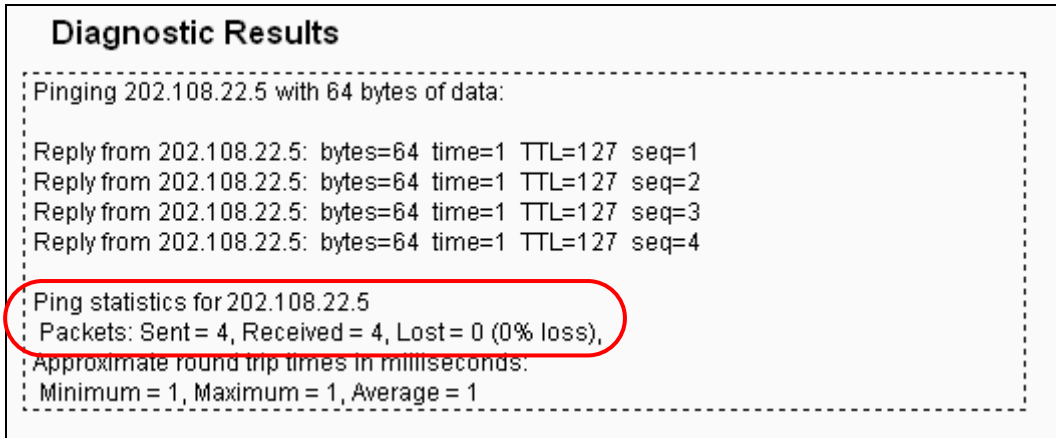 Diagnostic Results
Pinging 202.108.22.5 with 64 bytes of data:
Reply from 202.108.22.5: bytes=64 time=1 TTL=127 seq=1
Reply from 202.108.22.5: bytes=64 time=1 TTL=127 seq=2
Reply from 202.108.22.5: bytes=64 time=1 TTL=127 seq=3
Reply from 202.108.22.5: bytes=64 time=1 TTL=127 seq=4
Ping statistics for 202.108.22.5
Packets: Sent = 4, Received = 4, Lost = 0 (0% loss),
Approximate round trip times in milliseconds:
Minimum = 1, Maximum = 1, Average = 1